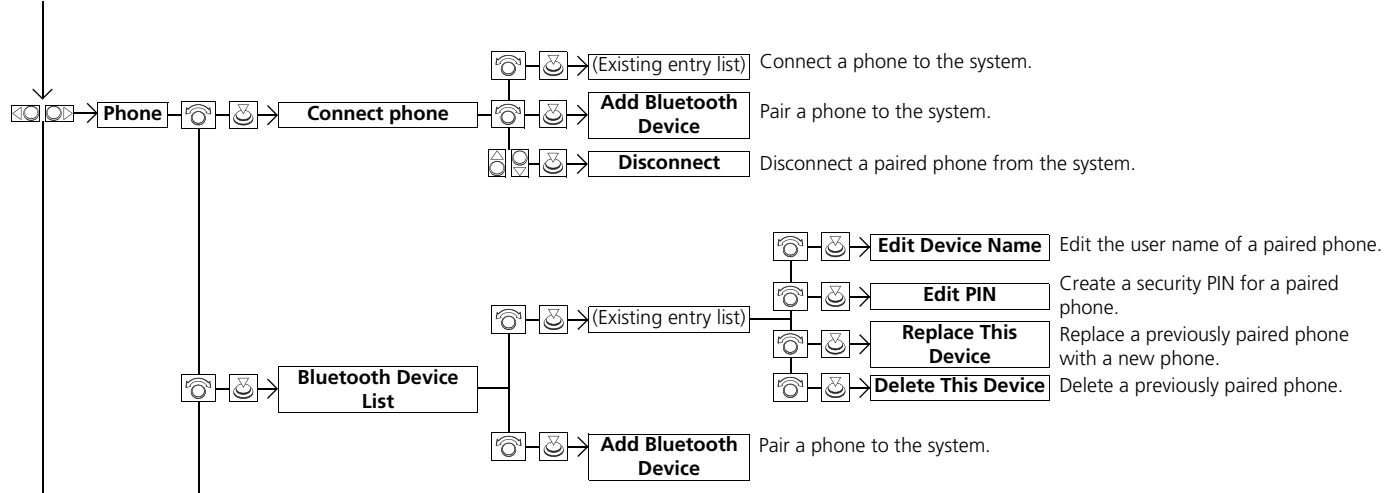 (Existing entry list) Connect a phone to the system.
Phone
Connect phone
Add Bluetooth
Device
Pair a phone to the system.
Disconnect
Disconnect a paired phone from the system.
Bluetooth Device
List
(Existing entry list)
Edit Device Name
Edit the user name of a paired phone.
Edit PIN
Create a security PIN for a paired
phone.
Replace This
Device
Replace a previously paired phone
with a new phone.
Delete This Device
Delete a previously paired phone.
Add Bluetooth
Device
Pair a phone to the system.